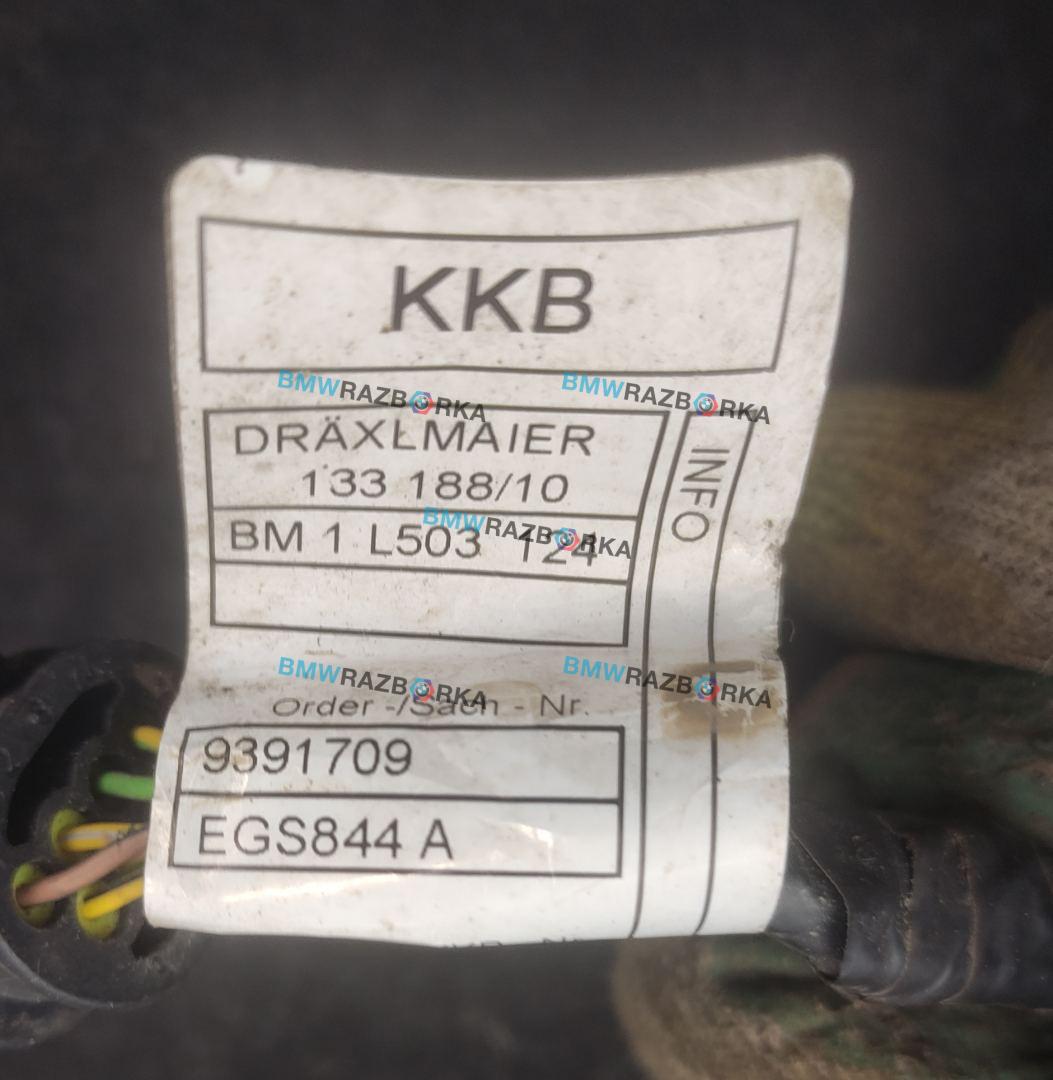 KKB
BMWRAZBORKA
BMWRAZBORKA
DRÄXLMAIER
133 188/10
INFO
BMWRAZBORKA
BM 1 L503 T24
BMWRAZBORKA
BMWRAZBORKA
Order -/Sach - Nr.
9391709
EGS844 A